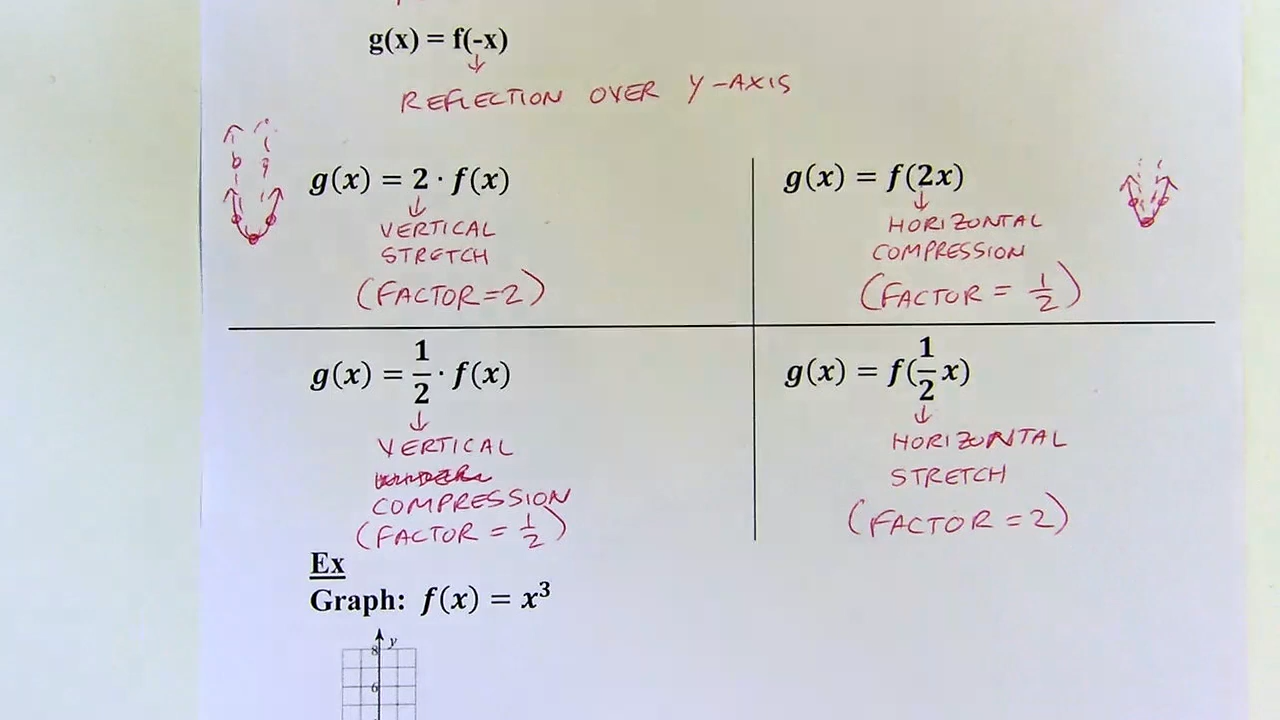 g(x) = f(-x)
REFLECTION OVER Y-AXIS
g(x) = 2 · f(x)
VERTICAL
STRETCH
(FACTOR=2)
g(x) = f(2x)
HORIZONTAL
COMPRESSION
(FACTOR = 1/2)
g(x) = 1/2 · f(x)
VERTICAL
COMPRESSION
(FACTOR = 1/2)
g(x) = f(1/2x)
HORIZONTAL
STRETCH
(FACTOR = 2)
Ex
Graph: f(x) = x³
y
8
6